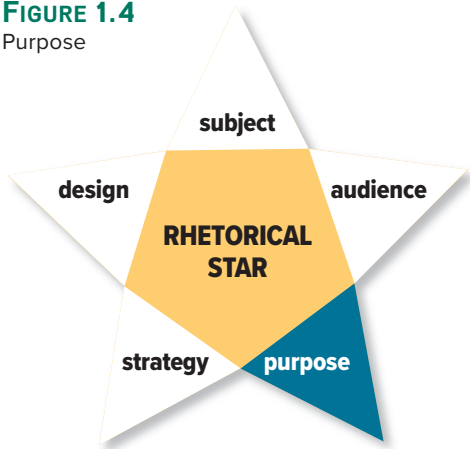 FIGURE 1.4
Purpose
subject
design
audience
RHETORICAL
STAR
strategy
purpose